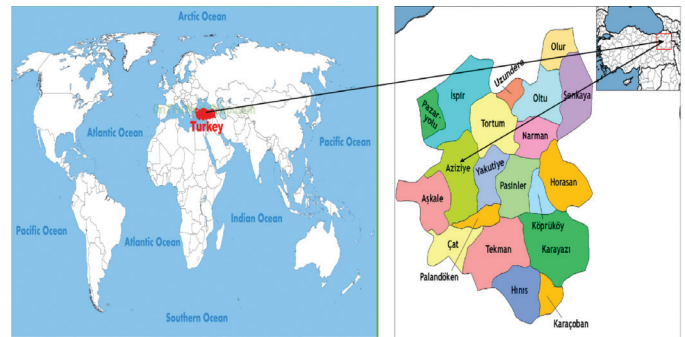 Arctic Ocean
Turkey
Atlantic Ocean
Pacific Ocean
Indian Ocean
Pacific Ocean
Atlantic Ocean
Southern Ocean
Olur
Uzundere
İspir
Oltu
Şenkaya
Pazar-
yolu
Tortum
Narman
Aziziye
Yakutiye
Pasinler
Horasan
Aşkale
Köprüköy
Çat
Tekman
Karayazı
Palandöken
Hınıs
Karaçoban